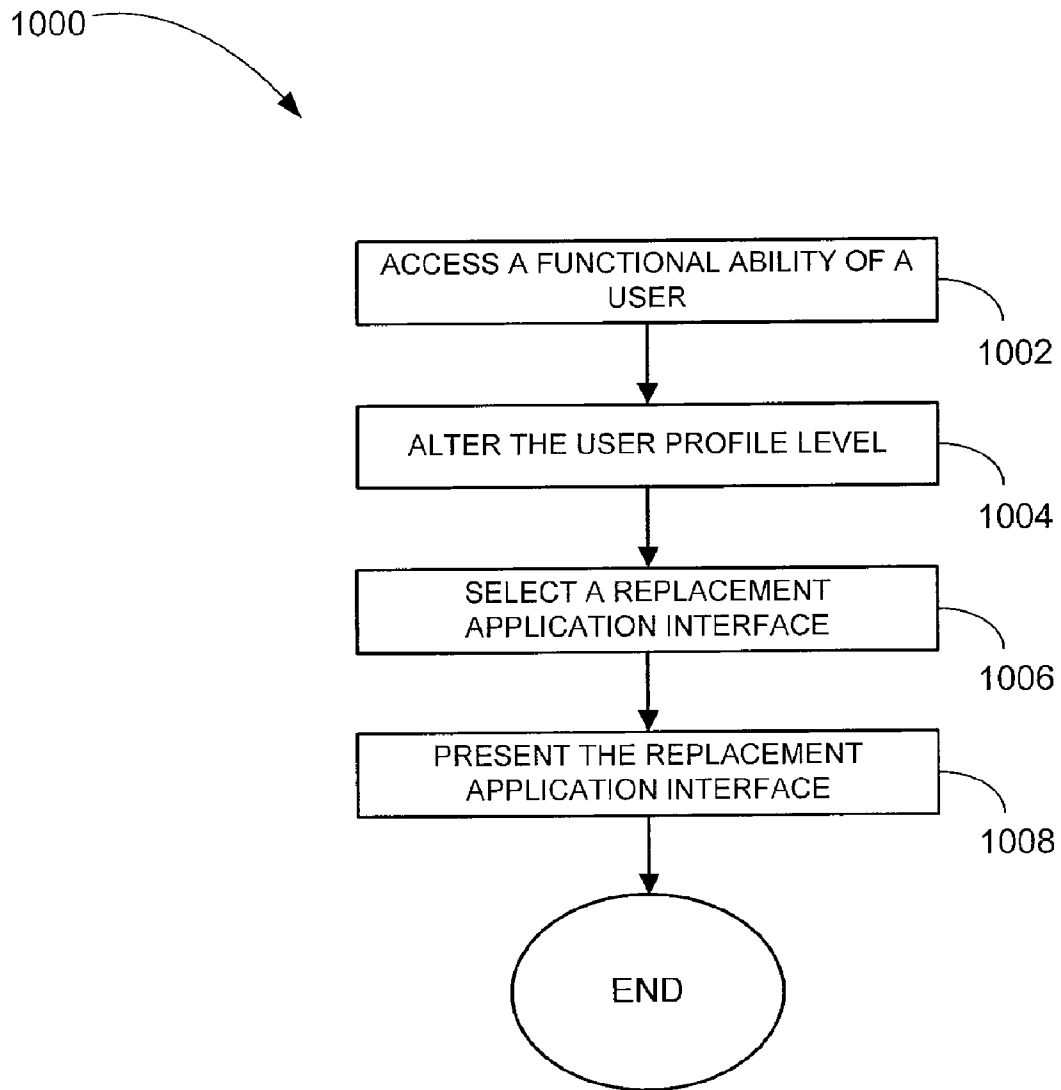 1000
ACCESS A FUNCTIONAL ABILITY OF A
USER
1002
ALTER THE USER PROFILE LEVEL
1004
SELECT A REPLACEMENT
APPLICATION INTERFACE
1006
PRESENT THE REPLACEMENT
APPLICATION INTERFACE
1008
END